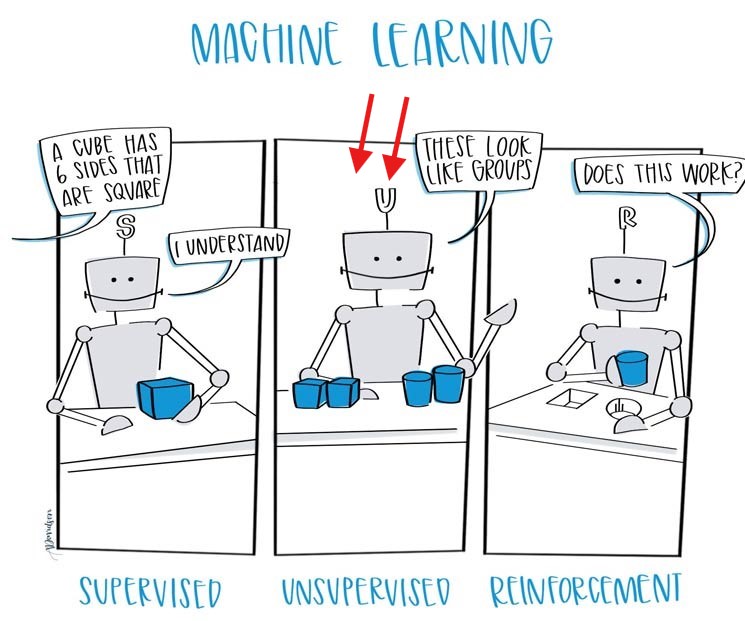 MACHINE LEARNING
A CUBE HAS
6 SIDES THAT
ARE SQUARE
S
I UNDERSTAND
U
THESE LOOK
LIKE GROUPS
R
DOES THIS WORK?
SUPERVISED
UNSUPERVISED
REINFORCEMENT